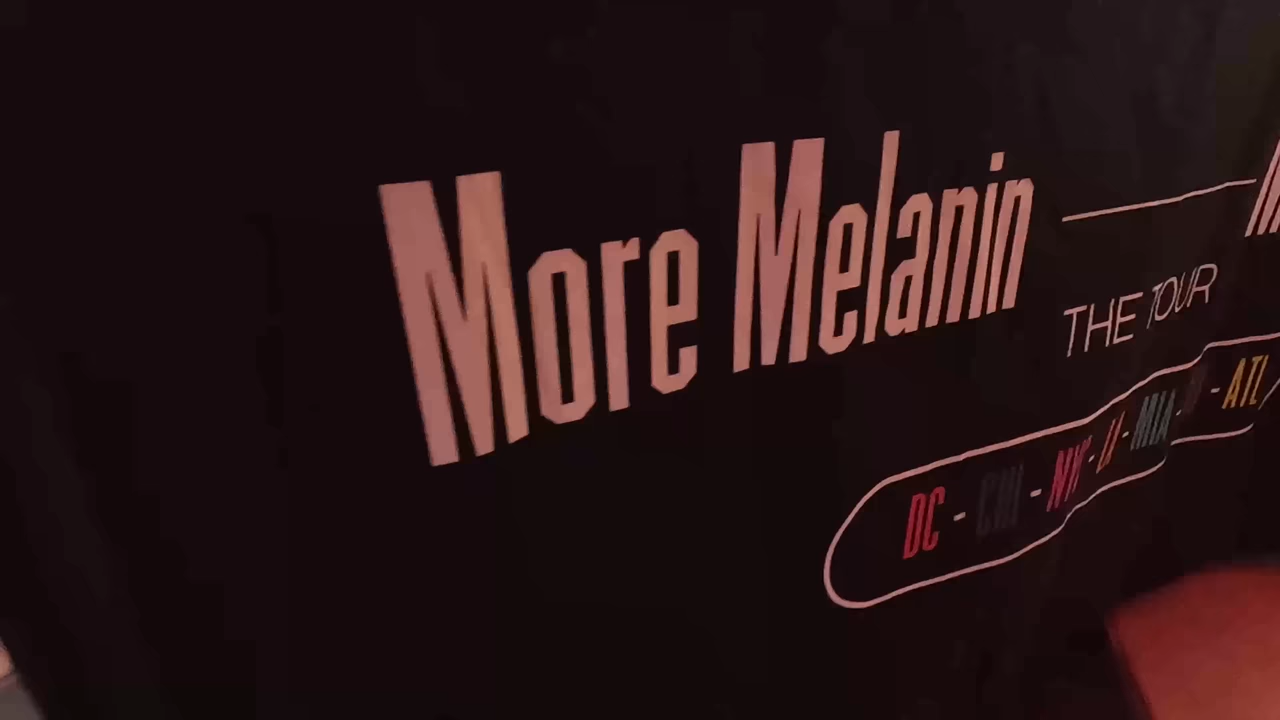 More Melanin
THE TOUR
DC - CHI - NY - LA - MIA - - ATL